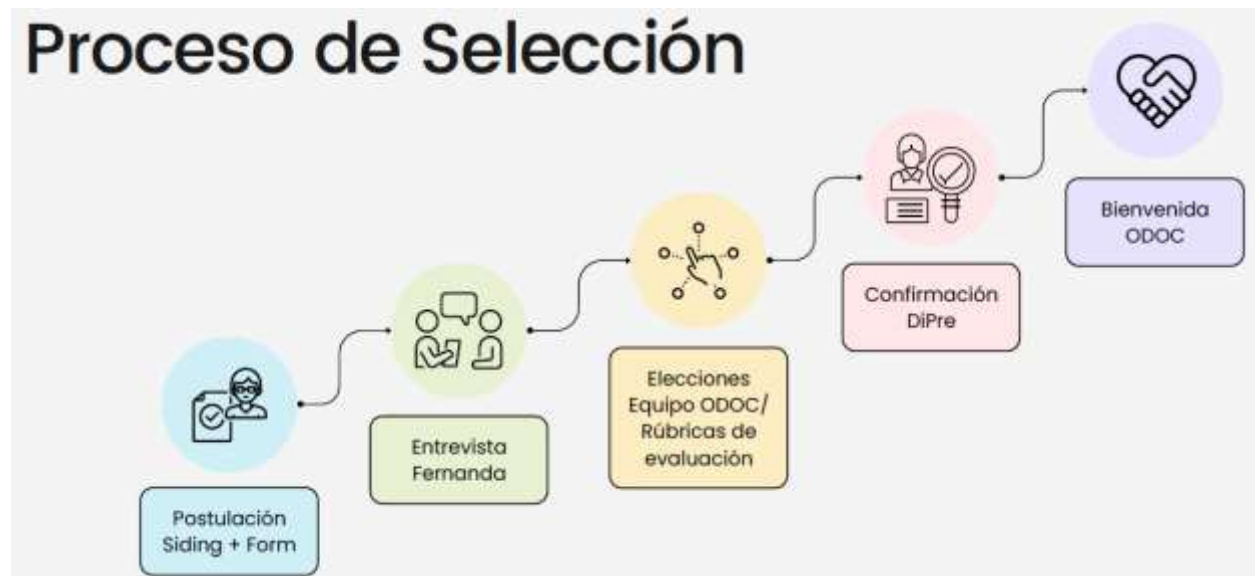 Proceso de Selección
Postulación
Siding + Form
Entrevista
Fernanda
Elecciones
Equipo ODOC/
Rúbricas de
evaluación
Confirmación
DiPre
Bienvenida
ODOC